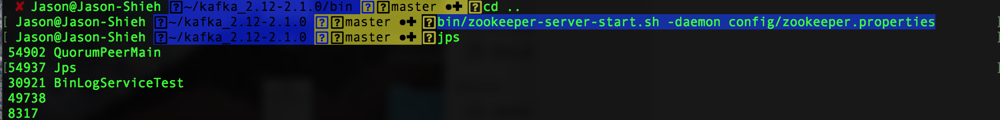 ✘ Jason@Jason-Shieh ?~/kafka_2.12-2.1.0/bin ??master ●✚ ?cd ..
[ Jason@Jason-Shieh ?~/kafka_2.12-2.1.0 ??master ●✚ ?bin/zookeeper-server-start.sh -daemon config/zookeeper.properties ]
[ Jason@Jason-Shieh ?~/kafka_2.12-2.1.0 ??master ●✚ ?jps ]
54902 QuorumPeerMain
[54937 Jps ]
30921 BinLogServiceTest
49738
8317